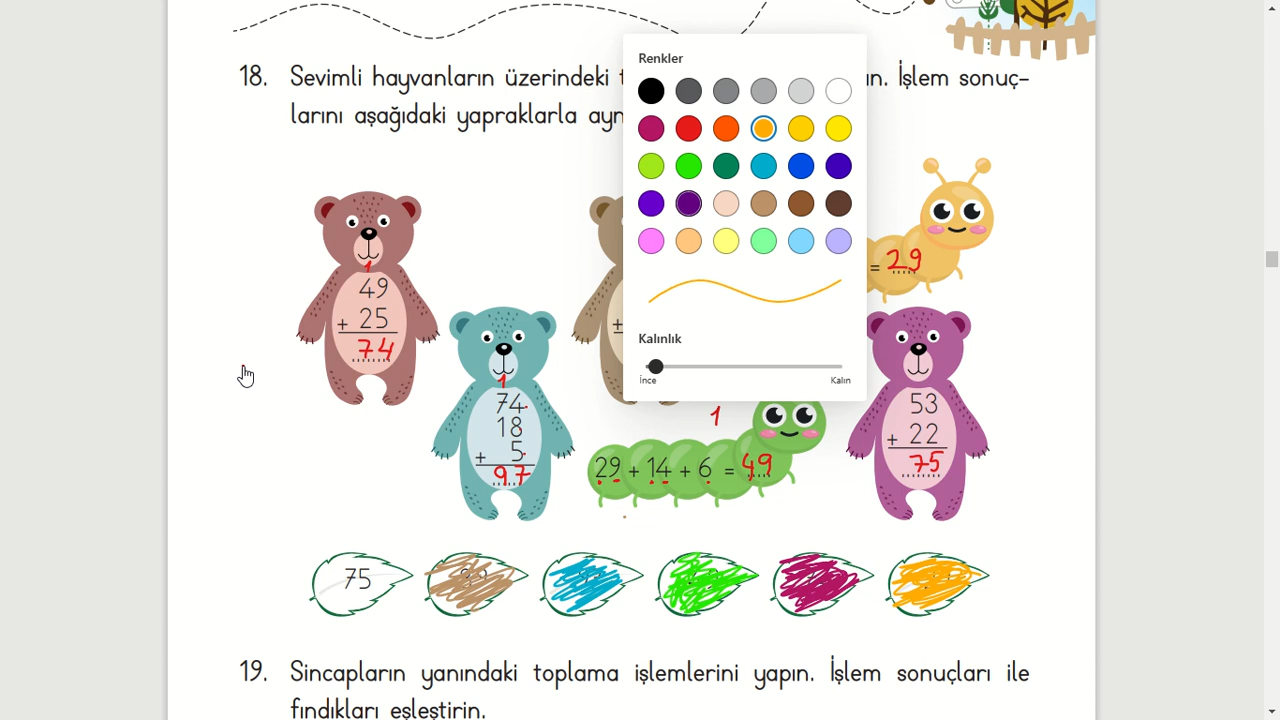 18. Sevimli hayvanların üzerindeki
İşlem sonuç-
larını aşağıdaki yapraklarla
Renkler
Kalınlık
İnce
Kalın
1
49
+ 25
74
1
74
18
+ 5
97
+
= 29
1
29 + 14 + 6 = 49
53
+ 22
75
75
19. Sincapların yanındaki toplama işlemlerini yapın. İşlem sonuçları ile
fındıkları eşleştirin.